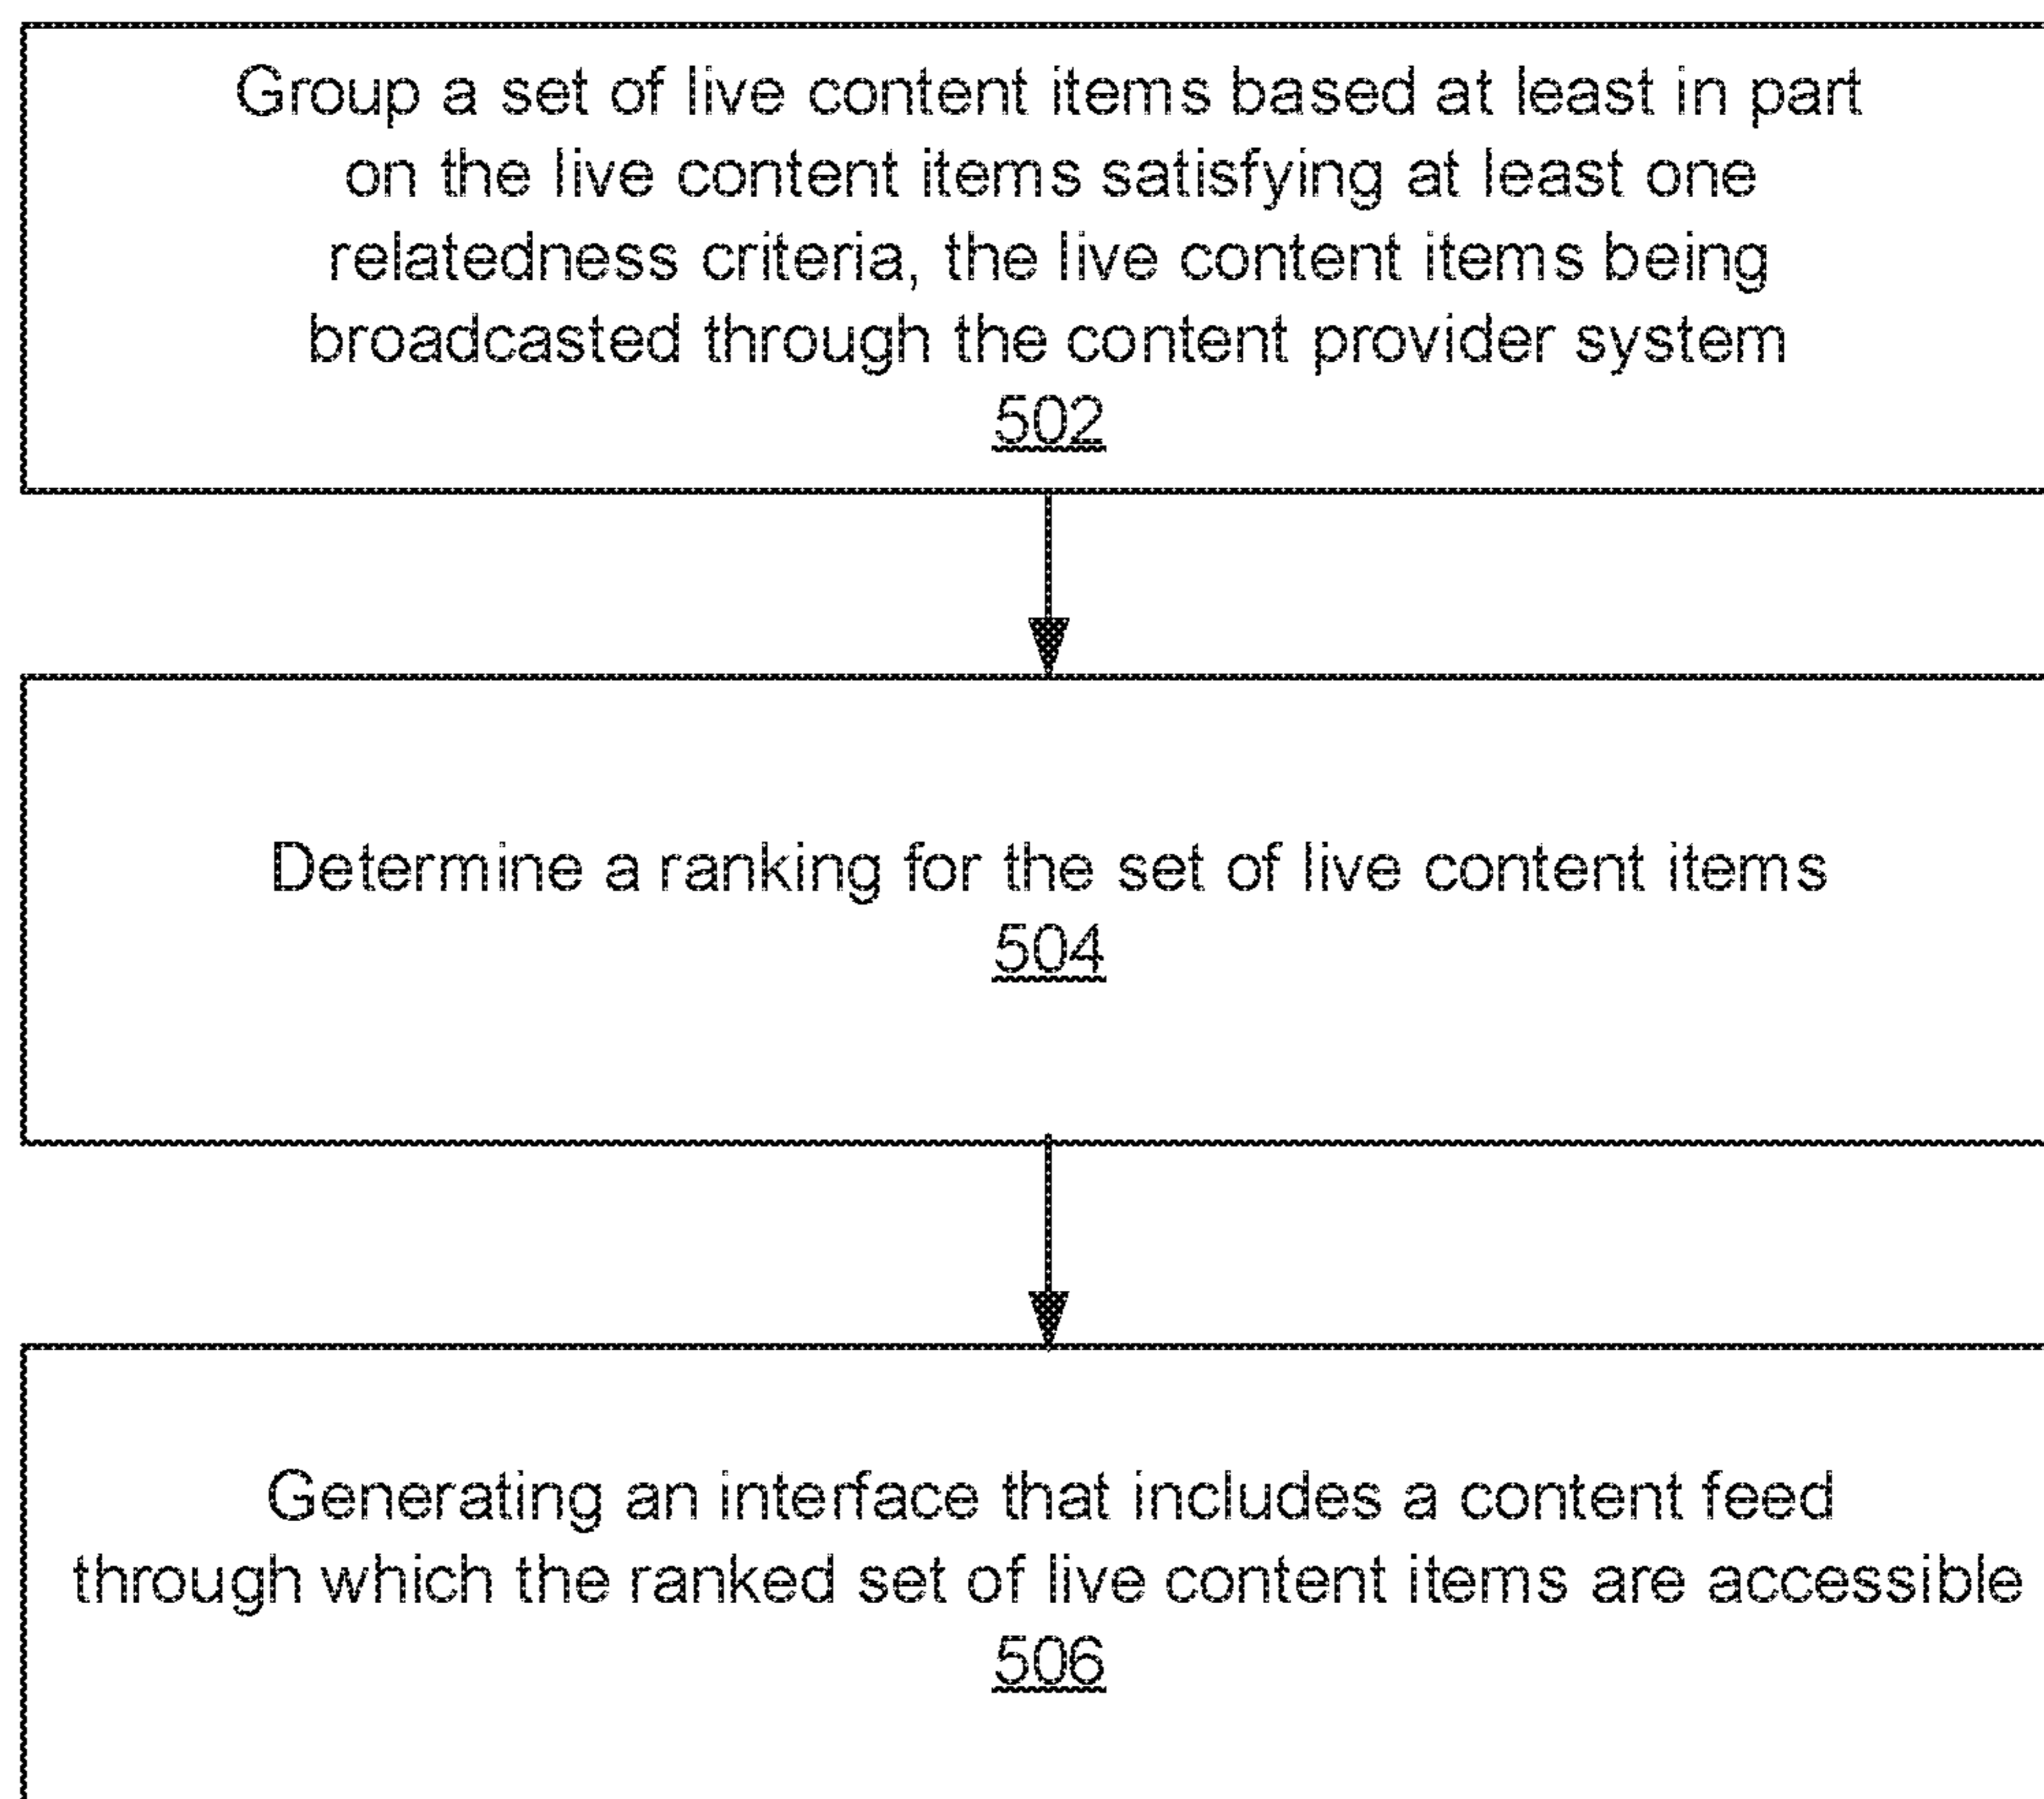 Group a set of live content items based at least in part
on the live content items satisfying at least one
relatedness criteria, the live content items being
broadcasted through the content provider system
502
Determine a ranking for the set of live content items
504
Generating an interface that includes a content feed
through which the ranked set of live content items are accessible
506